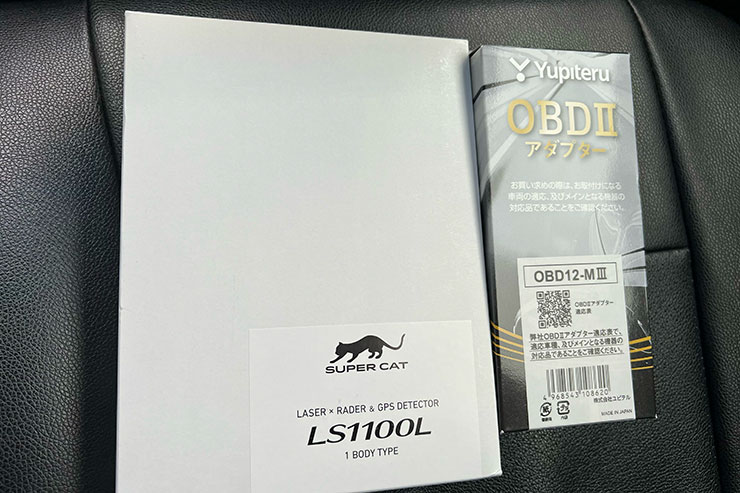 SUPER CAT
LASER × RADER & GPS DETECTOR
LS1100L
1 BODY TYPE
Yupiteru
OBDⅡ
アダプター
お買い求めの際は、お取付けになる
車両の適応、及びメインとなる機器の
対応品であることをご確認ください。
OBD12-MⅢ
OBDⅡアダプター
適応表
弊社OBDⅡアダプター適応表で、
適応車種、及びメインとなる機器の
対応品であることをご確認ください。
4 968543 108620
株式会社ユピテル
MADE IN JAPAN